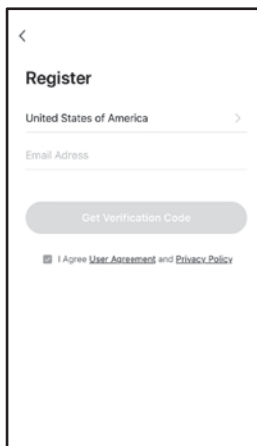 Register
United States of America
Email Adress
Get Verification Code
I Agree User Agreement and Privacy Policy